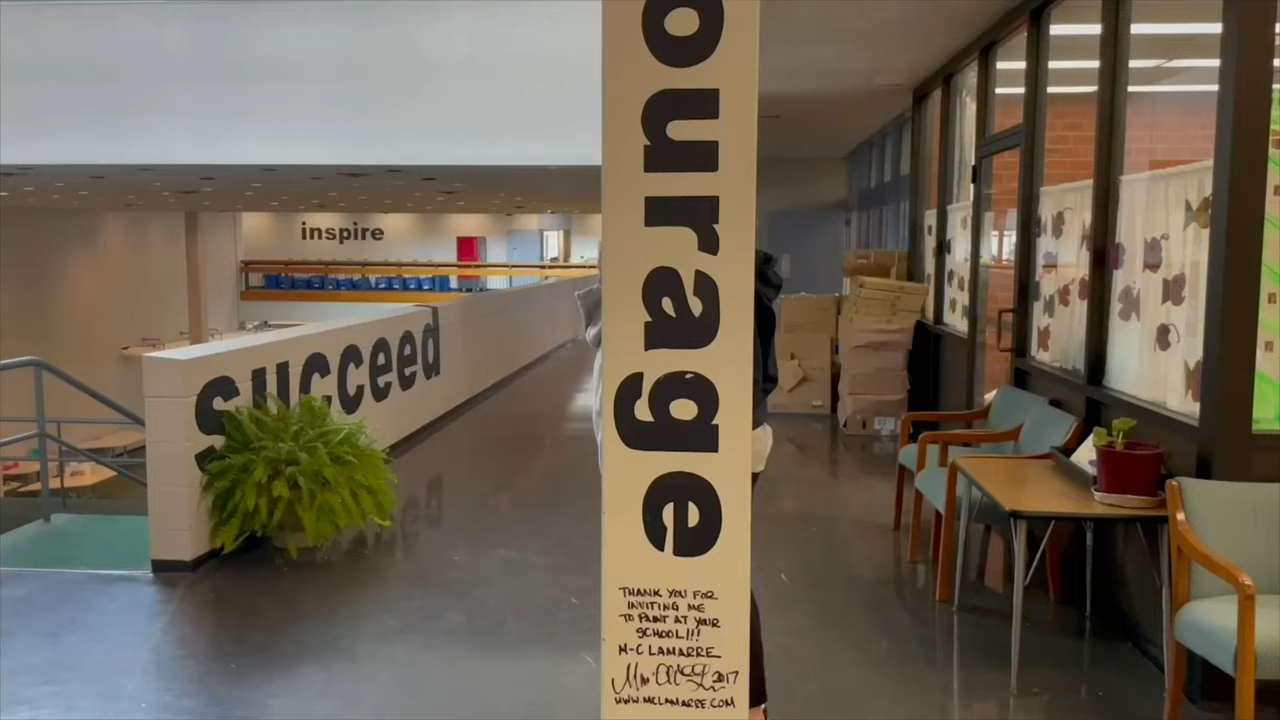 inspire
succeed
ourage
THANK YOU FOR
INVITING ME
TO PAINT AT YOUR
SCHOOL!!!
M-C LAMARRE
2017
WWW.MCLAMARRE.COM